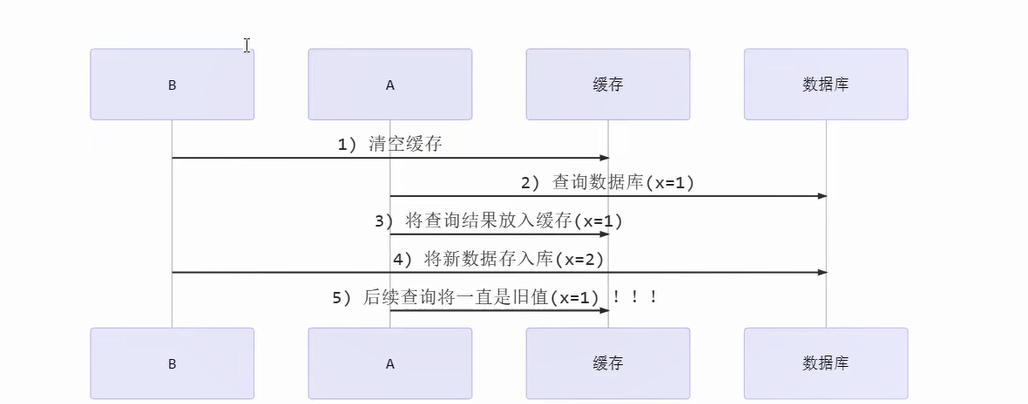 B A 缓存 数据库
1) 清空缓存
2) 查询数据库(x=1)
3) 将查询结果放入缓存(x=1)
4) 将新数据存入库(x=2)
5) 后续查询将一直是旧值(x=1) ！！！
B A 缓存 数据库